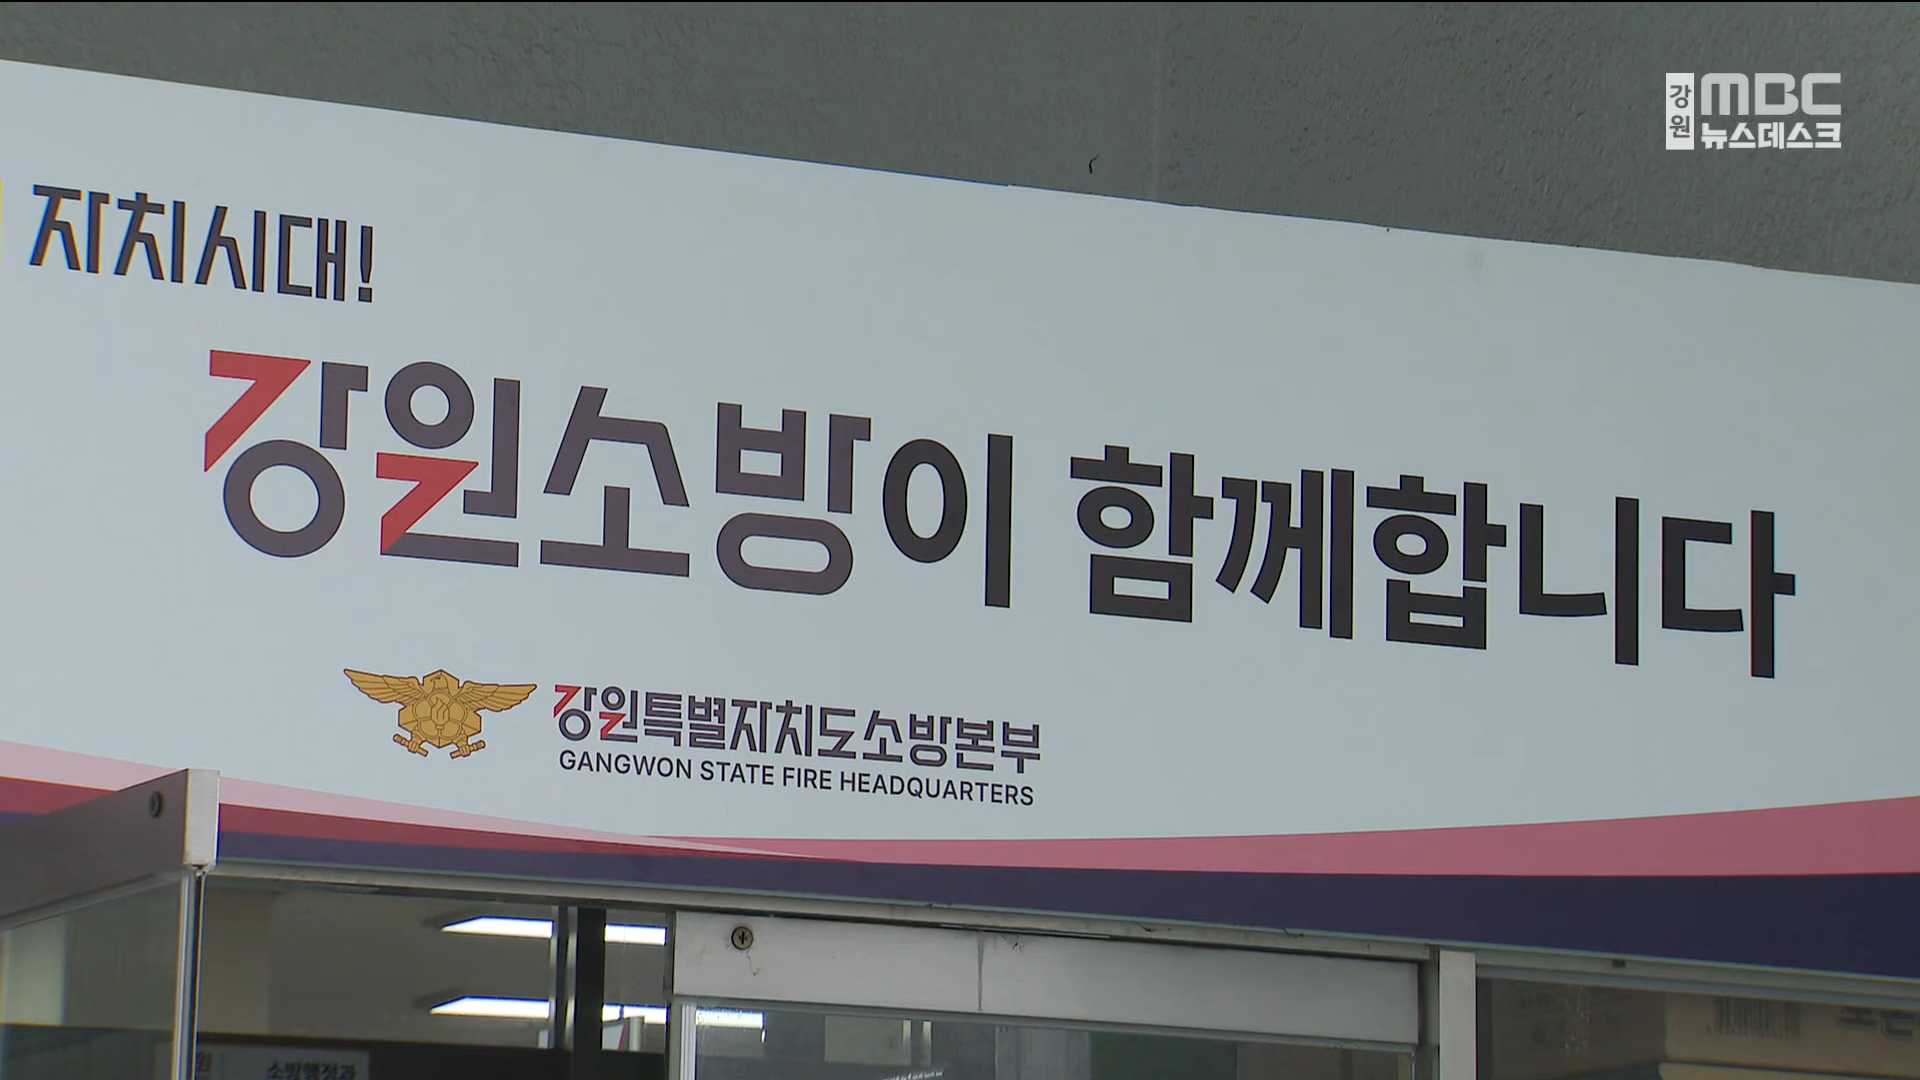 강원 MBC
뉴스데스크
자치시대!
강원소방이 함께합니다
강원특별자치도소방본부
GANGWON STATE FIRE HEADQUARTERS
소방행정과